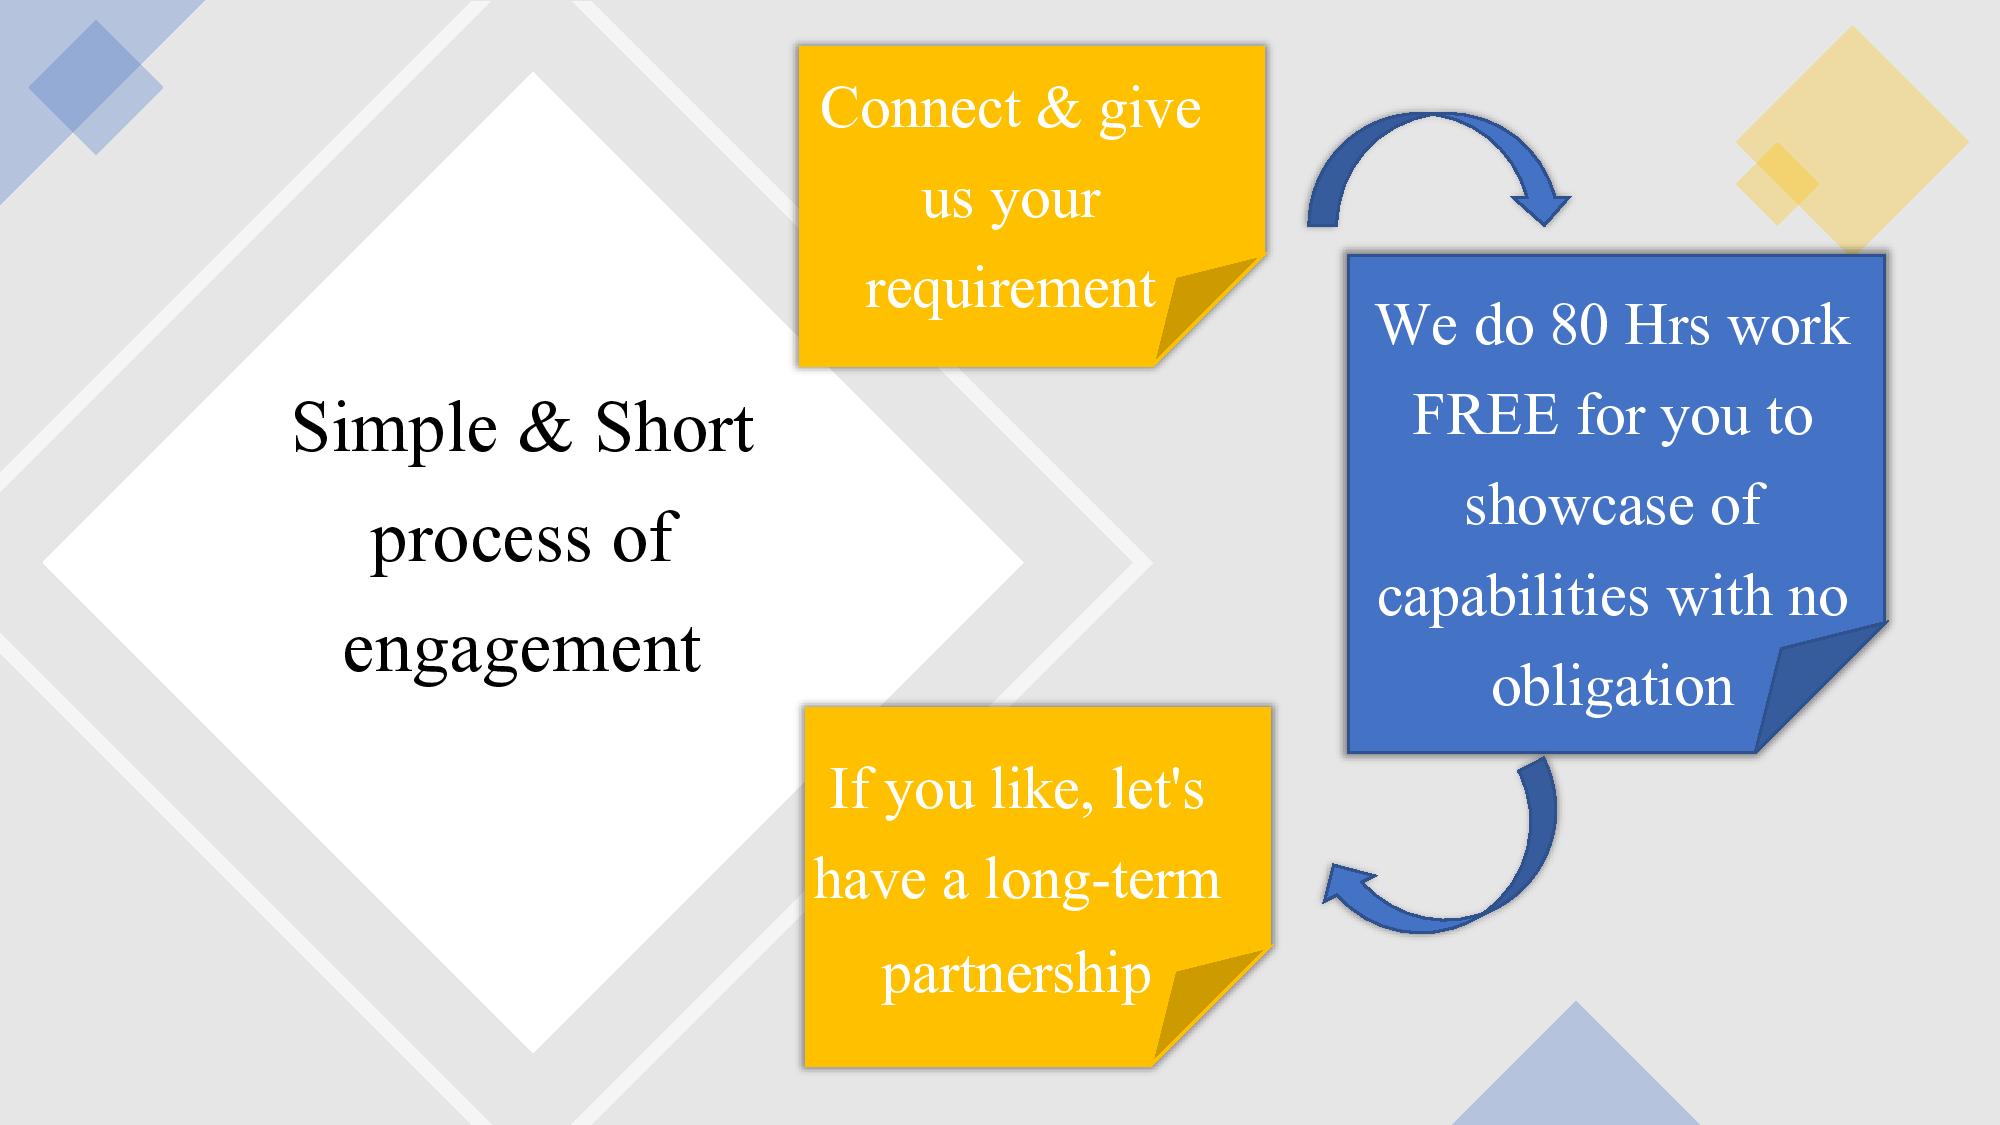 Simple & Short
process of
engagement
Connect & give
us your
requirement
We do 80 Hrs work
FREE for you to
showcase of
capabilities with no
obligation
If you like, let's
have a long-term
partnership